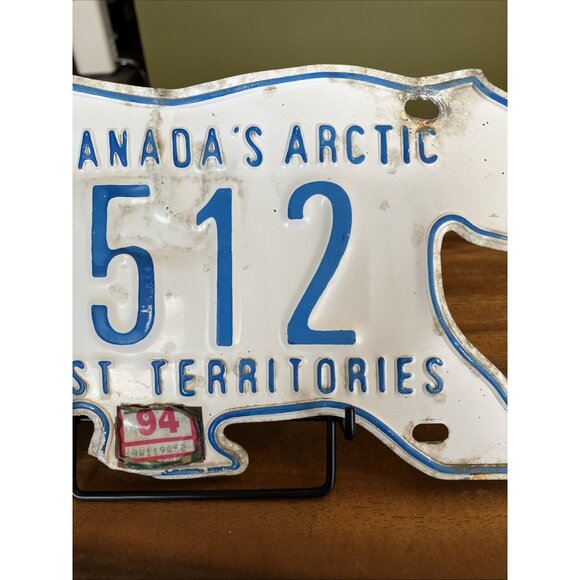 ANADA'S ARCTIC
512
ST TERRITORIES
94